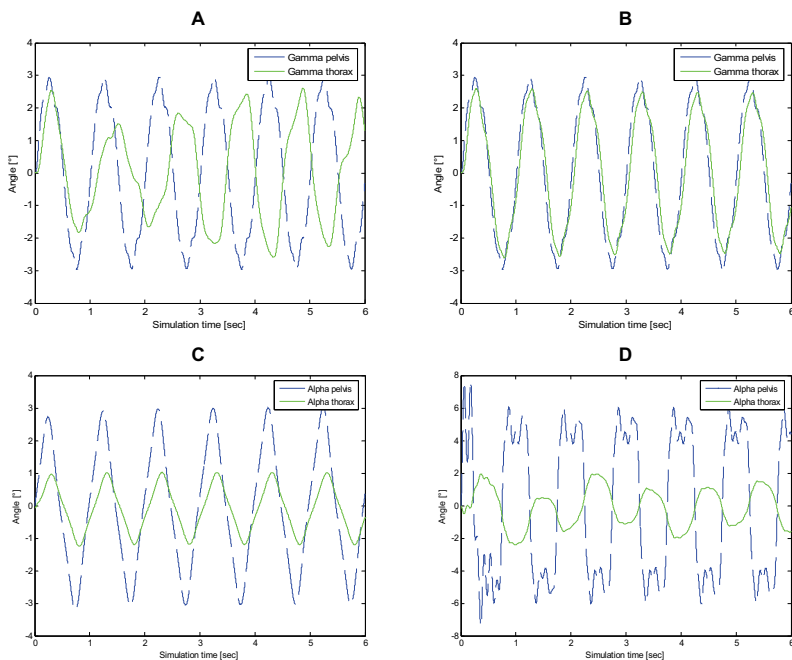 A
Gamma pelvis
Gamma thorax
Angle [°]
4
3
2
1
0
-1
-2
-3
-4
0 1 2 3 4 5 6
Simulation time [sec]
B
Gamma pelvis
Gamma thorax
Angle [°]
4
3
2
1
0
-1
-2
-3
-4
0 1 2 3 4 5 6
Simulation time [sec]
C
Alpha pelvis
Alpha thorax
Angle [°]
4
3
2
1
0
-1
-2
-3
-4
0 1 2 3 4 5 6
Simulation time [sec]
D
Alpha pelvis
Alpha thorax
Angle [°]
8
6
4
2
0
-2
-4
-6
-8
0 1 2 3 4 5 6
Simulation time [sec]